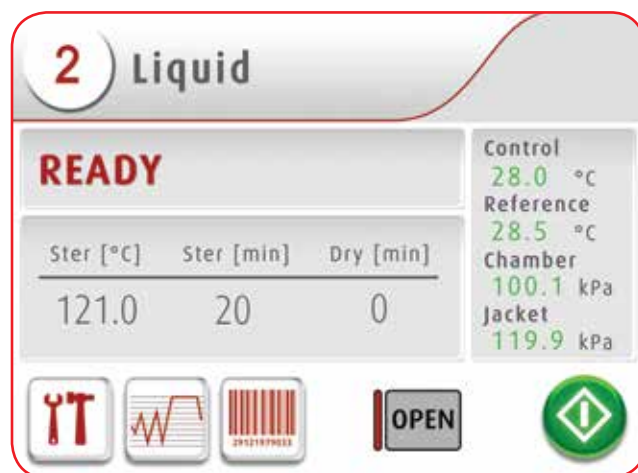 2 Liquid
READY
Ster [°C] Ster [min] Dry [min]
121.0 20 0
Control
28.0 °C
Reference
28.5 °C
Chamber
100.1 kPa
Jacket
119.9 kPa
29121979033
OPEN